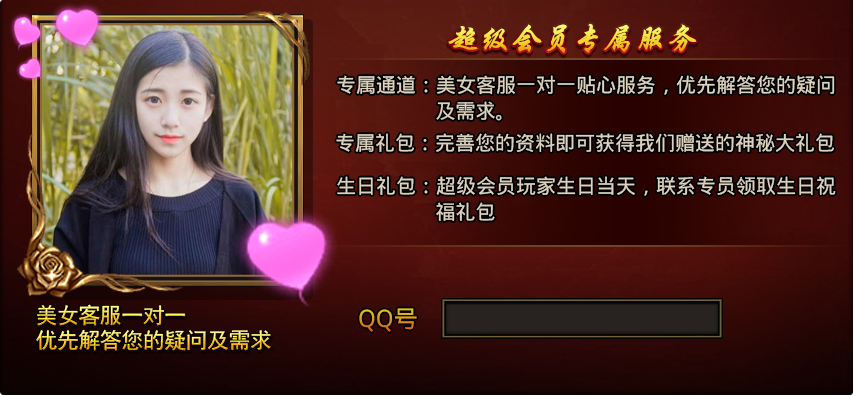 超级会员专属服务
专属通道：美女客服一对一贴心服务，优先解答您的疑问
及需求。
专属礼包：完善您的资料即可获得我们赠送的神秘大礼包
生日礼包：超级会员玩家生日当天，联系专员领取生日祝
福礼包
美女客服一对一
优先解答您的疑问及需求
QQ号